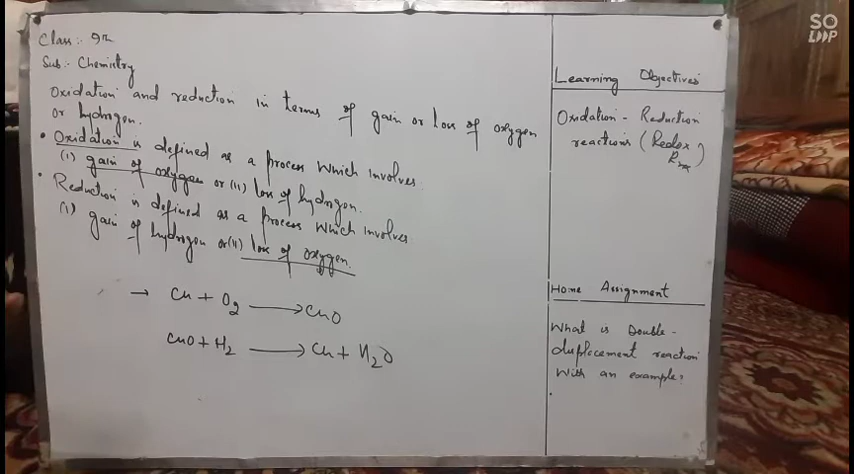 Class:- 9th
Sub:- Chemistry
Oxidation and reduction in terms of gain or loss of oxygen
or hydrogen.
• Oxidation is defined as a process which involves
(i) gain of oxygen or (ii) loss of hydrogen.
• Reduction is defined as a process which involves
(i) gain of hydrogen or (ii) loss of oxygen.
→ Cu + O2 ⟶ CuO
CuO + H2 ⟶ Cu + H2O
Learning Objectives
Oxidation - Reduction
reactions (Redox
Rxn)
Home Assignment
What is Double-
displacement reaction
with an example?
SO
LOOP